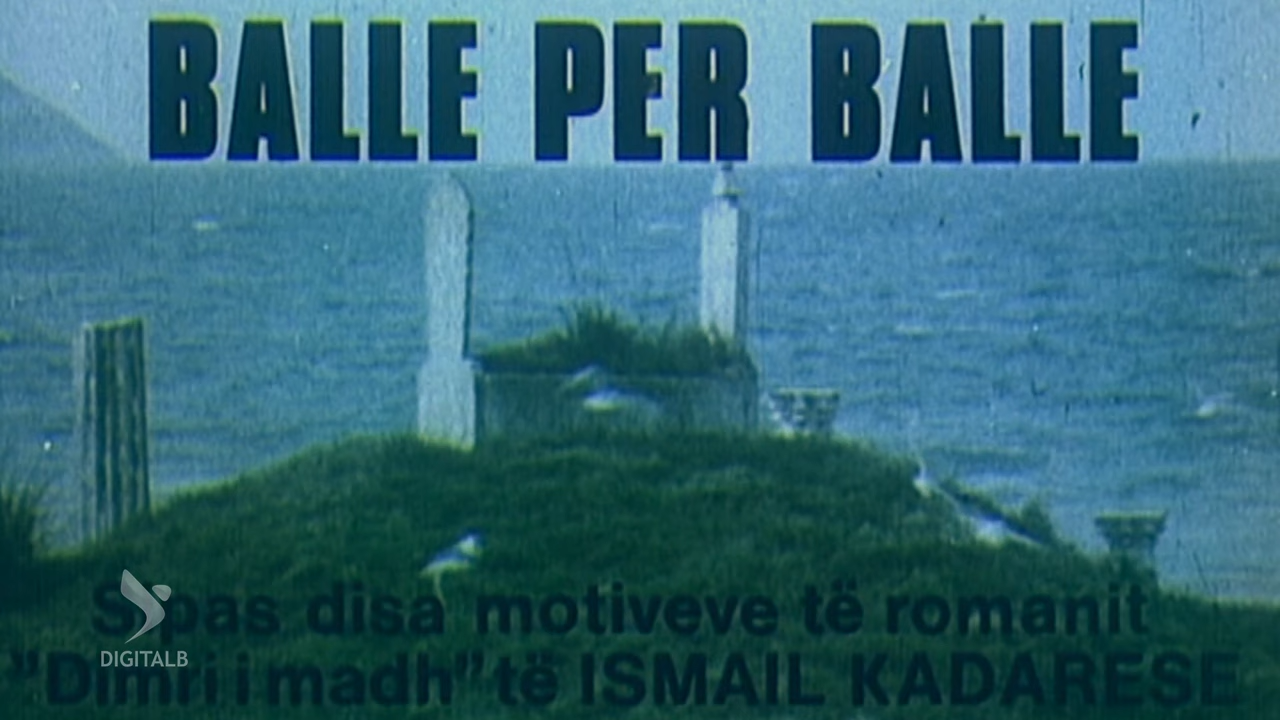 BALLE PER BALLE
Sipas disa motiveve të romanit
"Dimri i madh" të ISMAIL KADARESE
DIGITALB